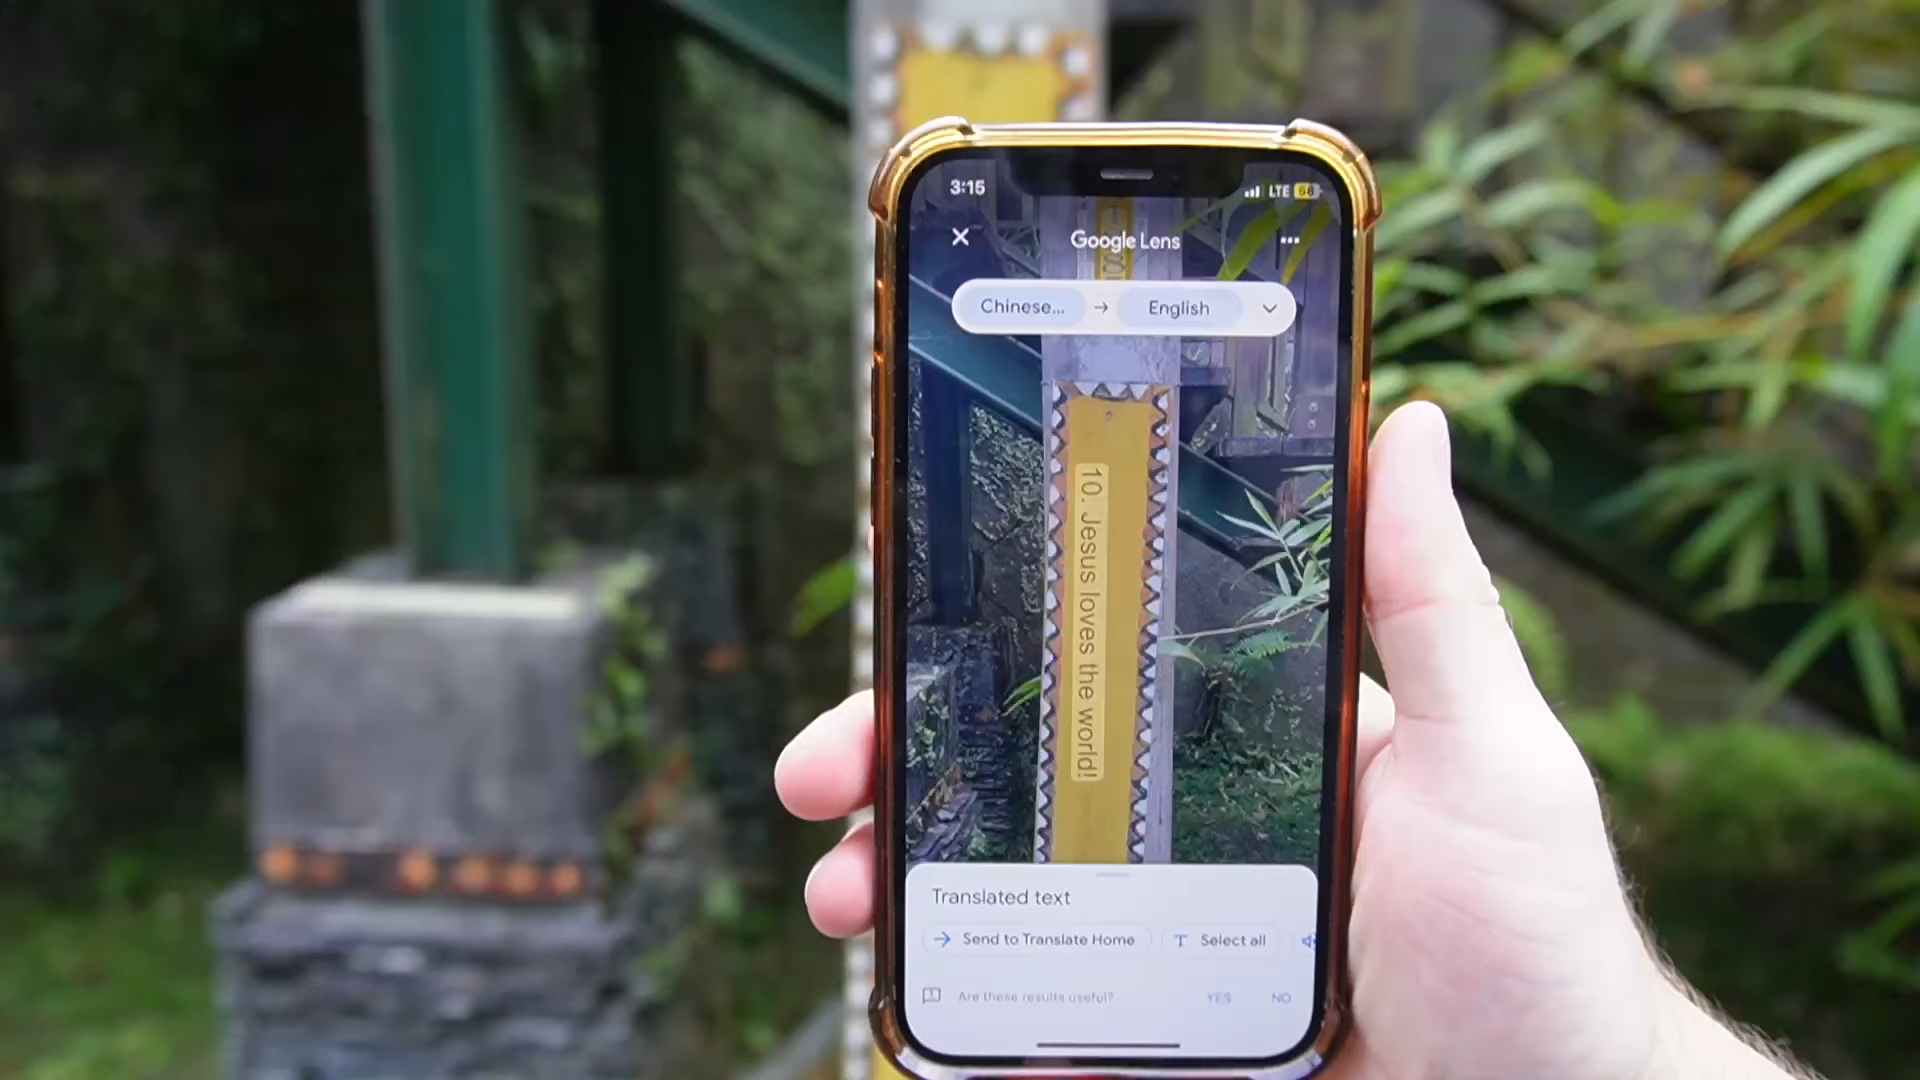 3:15
LTE 68
Google Lens
Chinese... → English
10. Jesus loves the world!
Translated text
Send to Translate Home
Select all
Are these results useful?
YES
NO